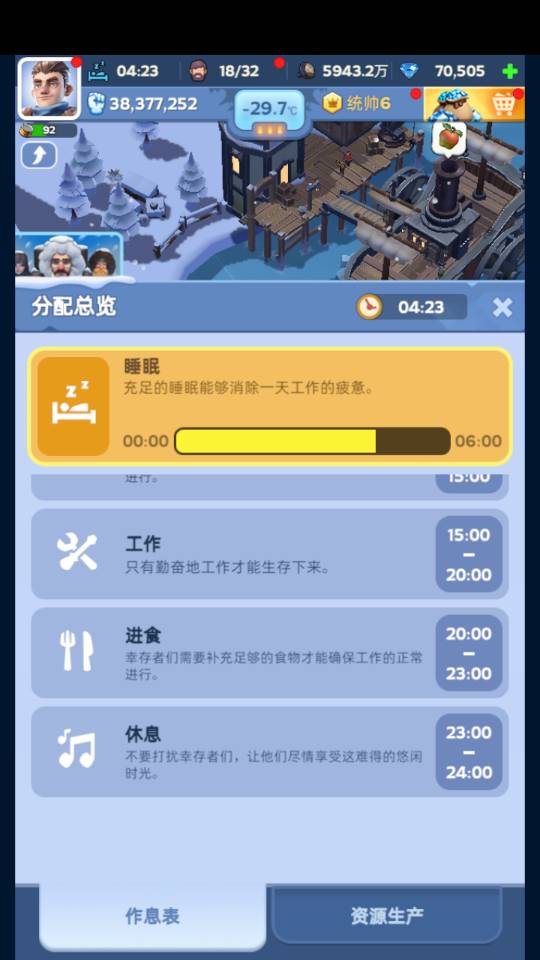 04:23
18/32
5943.2万
70,505
38,377,252
-29.7℃
统帅6
92
分配总览
04:23
睡眠
充足的睡眠能够消除一天工作的疲惫。
00:00
06:00
进行。
15:00
工作
只有勤奋地工作才能生存下来。
15:00
20:00
进食
幸存者们需要补充足够的食物才能确保工作的正常
进行。
20:00
23:00
休息
不要打扰幸存者们，让他们尽情享受这难得的悠闲
时光。
23:00
24:00
作息表
资源生产